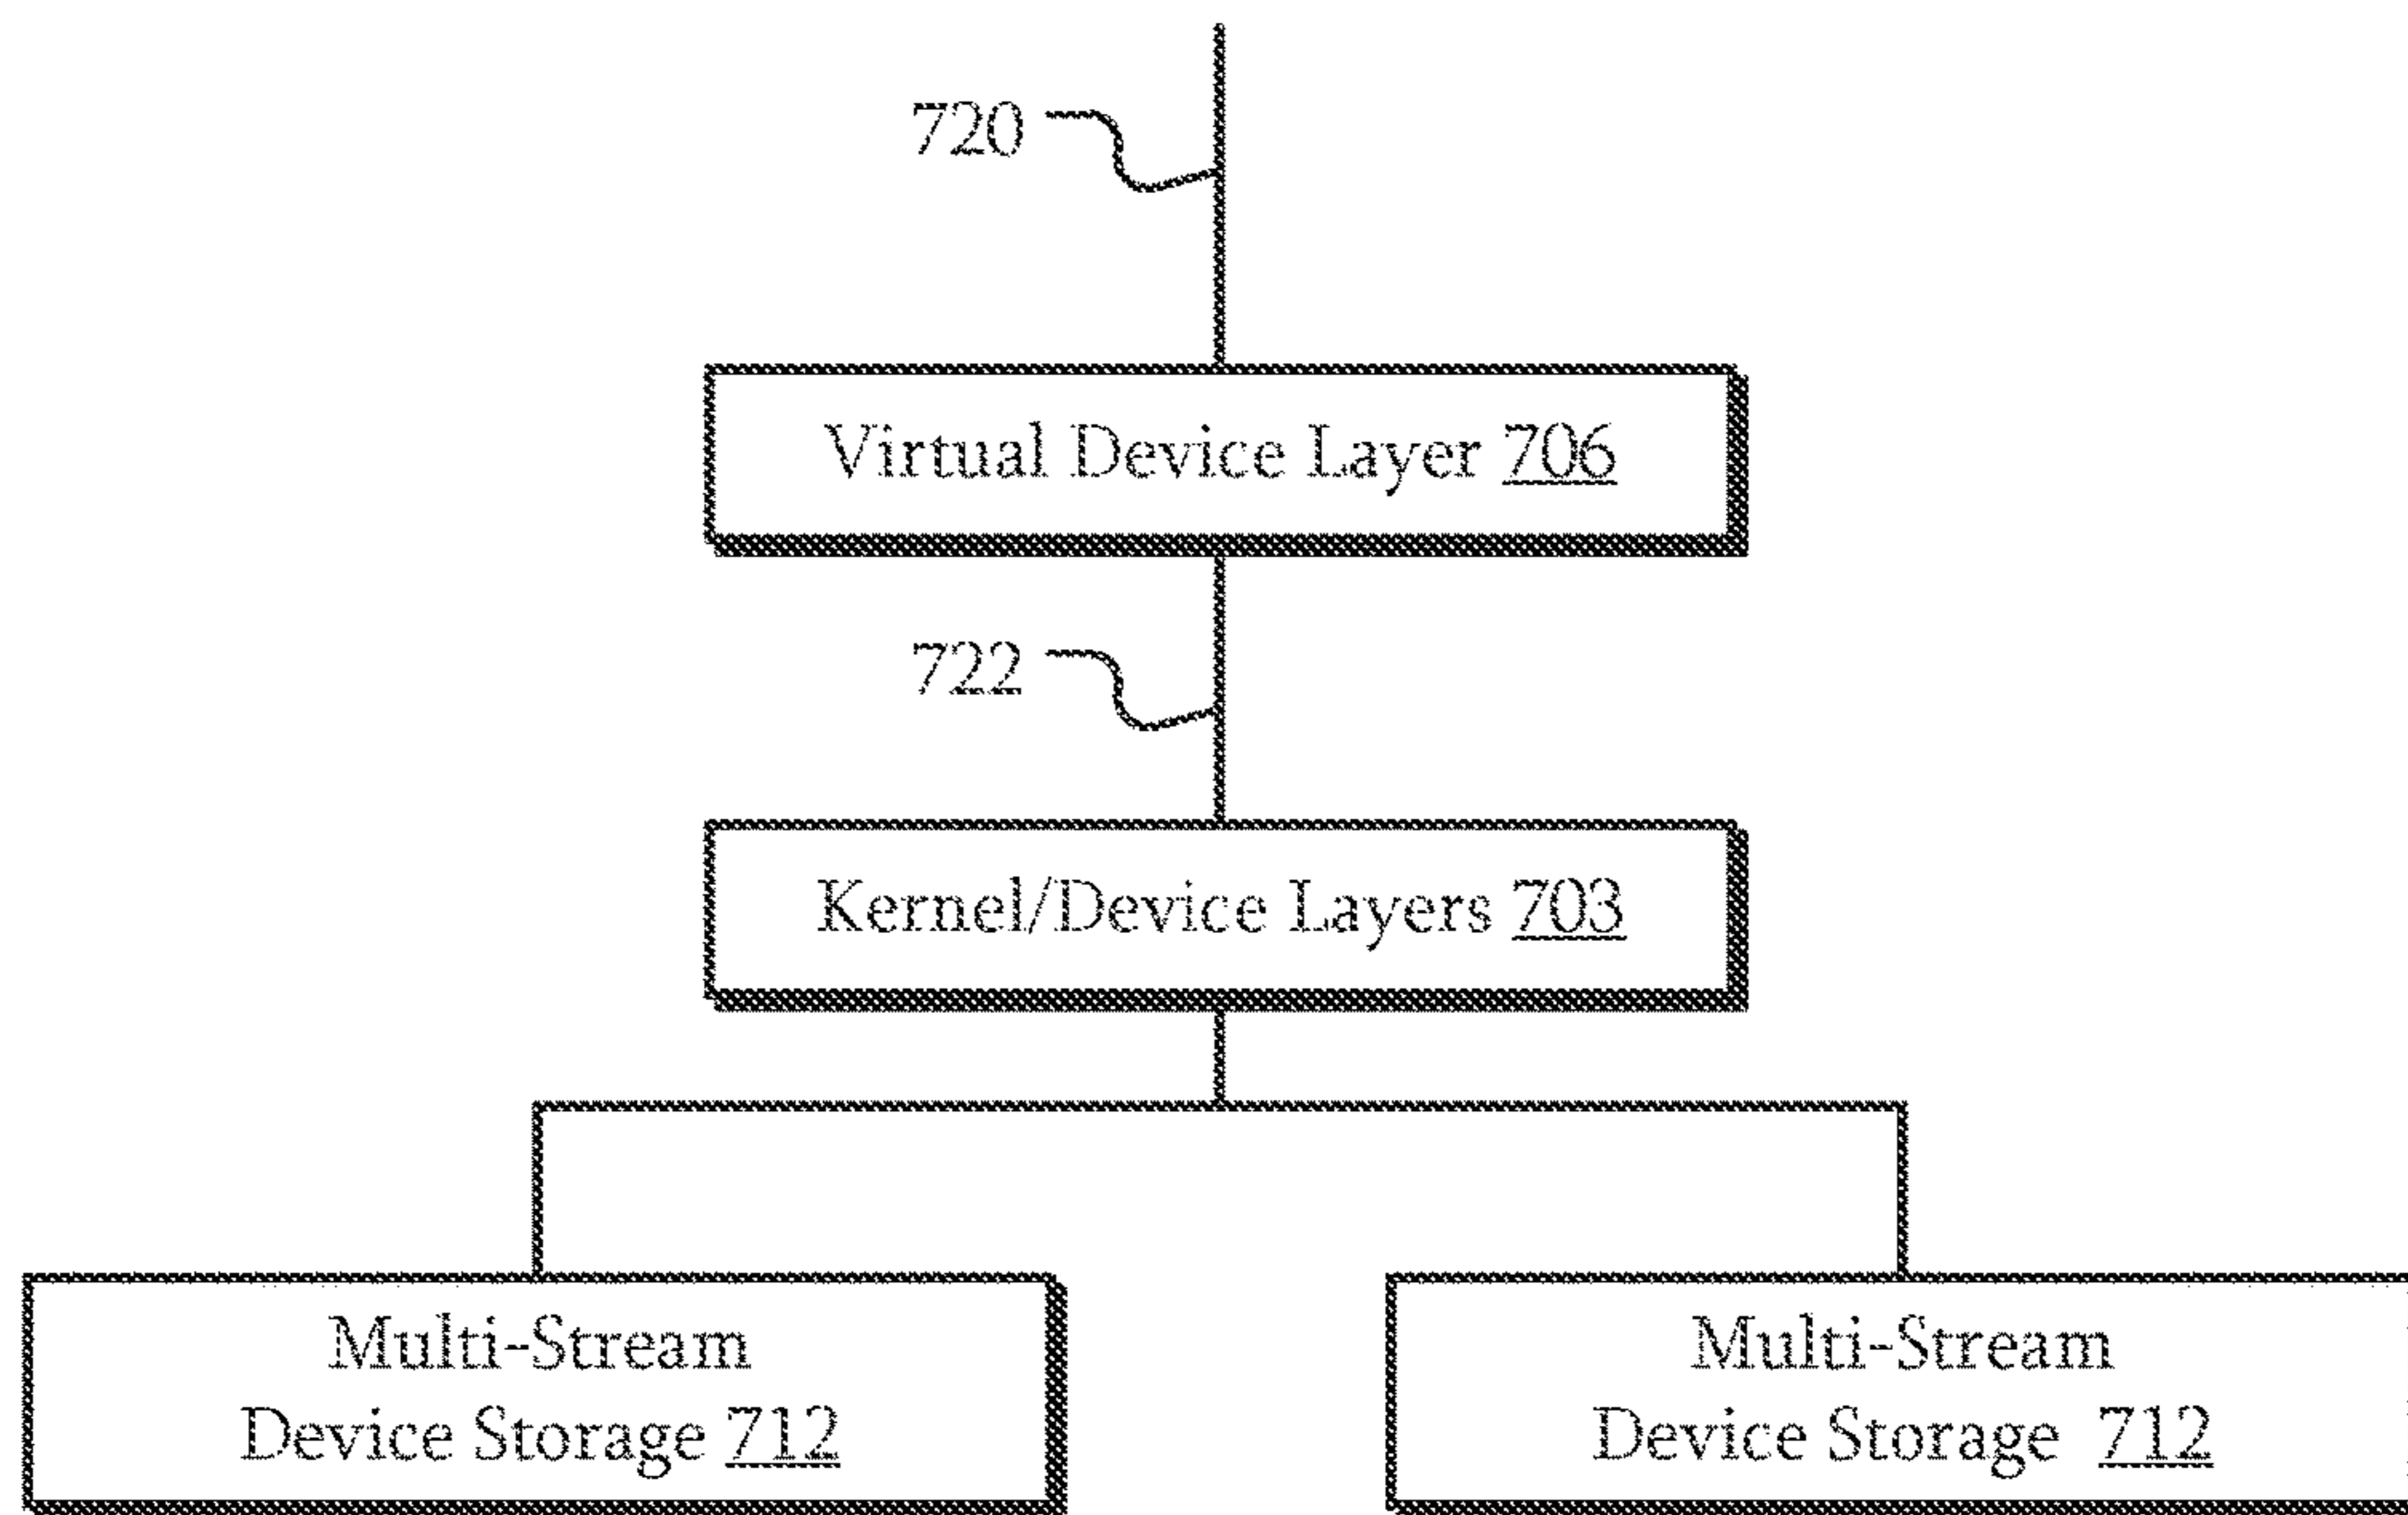 720
Virtual Device Layer 706
722
Kernel/Device Layers 703
Multi-Stream
Device Storage 712
Multi-Stream
Device Storage 712